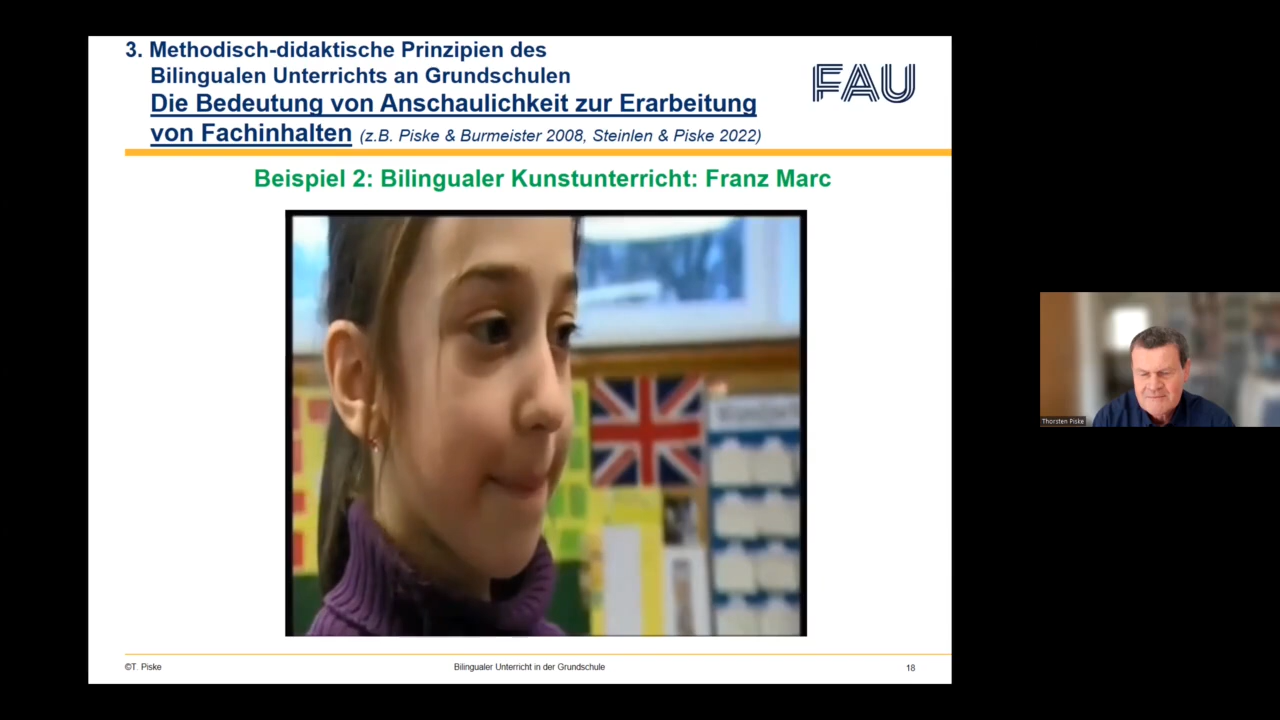 3. Methodisch-didaktische Prinzipien des
Bilingualen Unterrichts an Grundschulen
Die Bedeutung von Anschaulichkeit zur Erarbeitung
von Fachinhalten (z.B. Piske & Burmeister 2008, Steinlen & Piske 2022)
FAU
Beispiel 2: Bilingualer Kunstunterricht: Franz Marc
Thorsten Piske
©T. Piske
Bilingualer Unterricht in der Grundschule
18